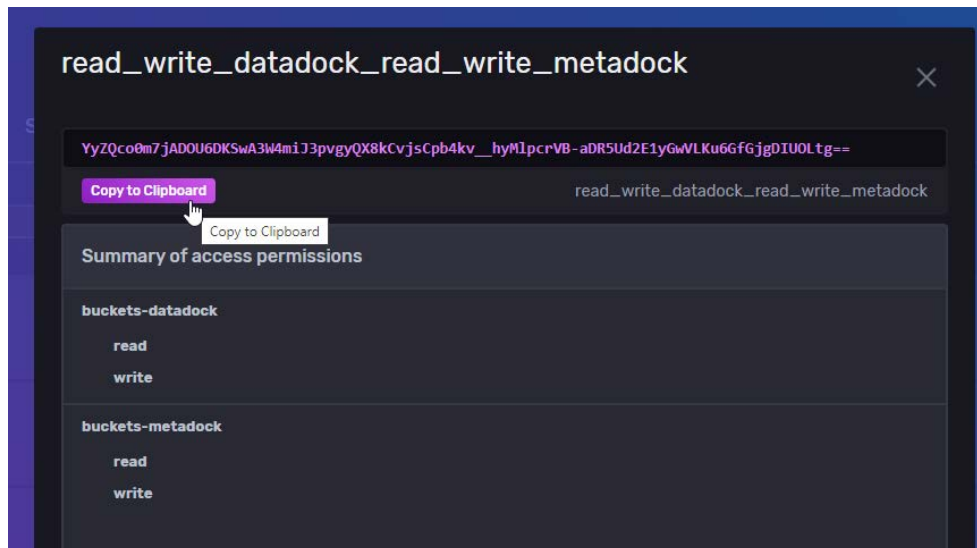 read_write_datadock_read_write_metadock
YyZQco0m7jADOU6DKSwA3W4miJ3pvgyQX8kCvjsCpb4kv__hyMlpcrVB-aDR5Ud2E1yGwVLKu6GfGjgDIUOLtg==
Copy to Clipboard
read_write_datadock_read_write_metadock
Copy to Clipboard
Summary of access permissions
buckets-datadock
read
write
buckets-metadock
read
write